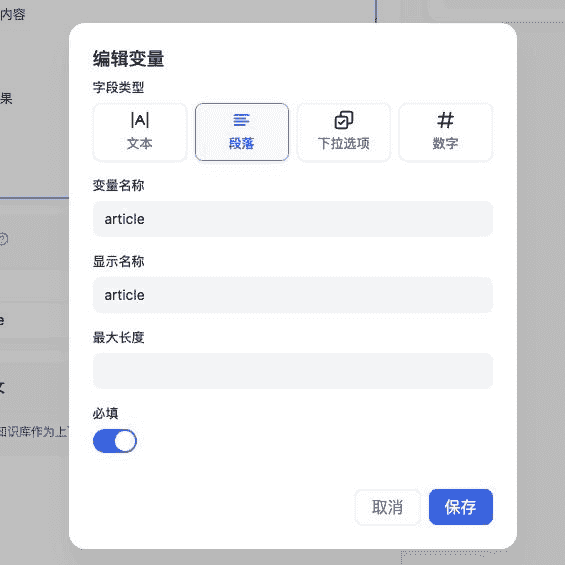 内容
果
编辑变量
字段类型
文本
段落
下拉选项
数字
变量名称
article
显示名称
article
最大长度
必填
知识库作为上
取消
保存